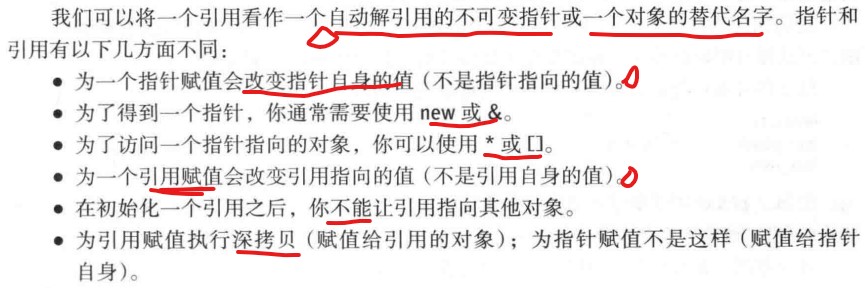 我们可以将一个引用看作一个自动解引用的不可变指针或一个对象的替代名字。指针和
引用有以下几方面不同：
● 为一个指针赋值会改变指针自身的值（不是指针指向的值）。
● 为了得到一个指针，你通常需要使用 new 或 &。
● 为了访问一个指针指向的对象，你可以使用 * 或 []。
● 为一个引用赋值会改变引用指向的值（不是引用自身的值）。
● 在初始化一个引用之后，你不能让引用指向其他对象。
● 为引用赋值执行深拷贝（赋值给引用的对象）；为指针赋值不是这样（赋值给指针
自身）。